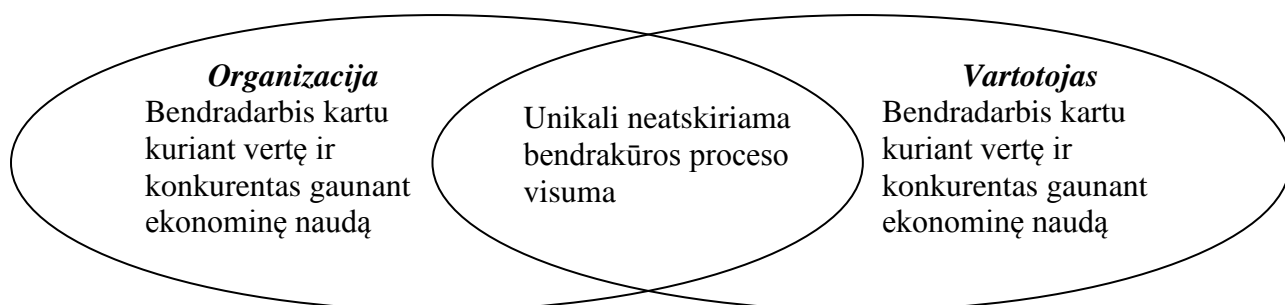 Organizacija
Bendradarbis kartu
kuriant vertę ir
konkurentas gaunant
ekonominę naudą
Unikali neatskiriama
bendrakūros proceso
visuma
Vartotojas
Bendradarbis kartu
kuriant vertę ir
konkurentas gaunant
ekonominę naudą